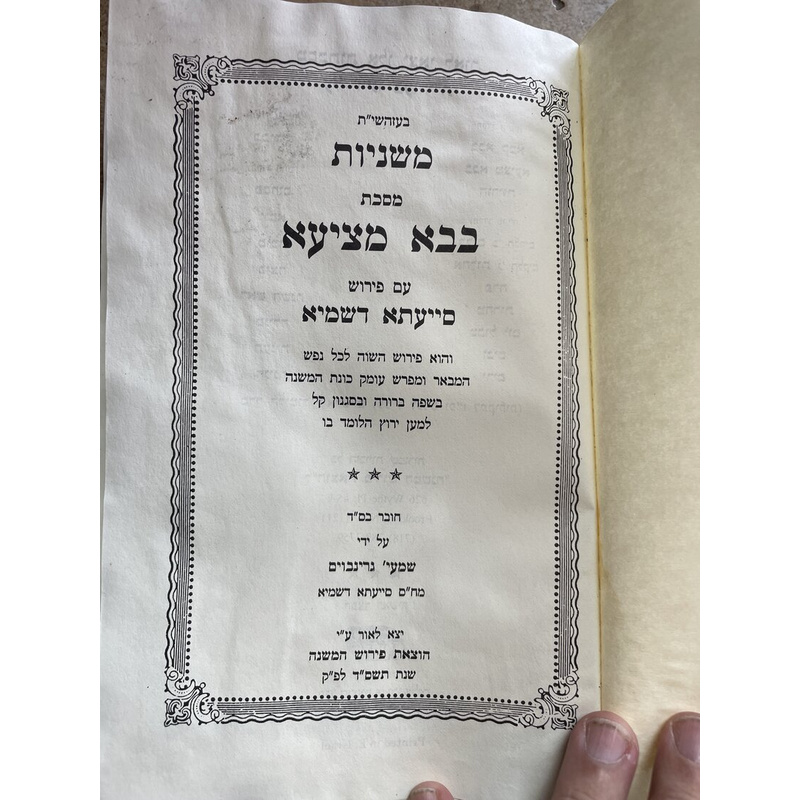 בעזהשי"ת
משניות
מסכת
בבא מציעא
עם פירוש
סייעתא דשמיא
והוא פירוש השוה לכל נפש
המבאר ומפרש עומק כונת המשנה
בשפה ברורה ובסגנון קל
למען ירוץ הלומד בו
חובר בס"ד
על ידי
שמעי' גרינבוים
מח"ס סייעתא דשמיא
יצא לאור ע"י
הוצאת פירוש המשנה
שנת תשס"ד לפ"ק